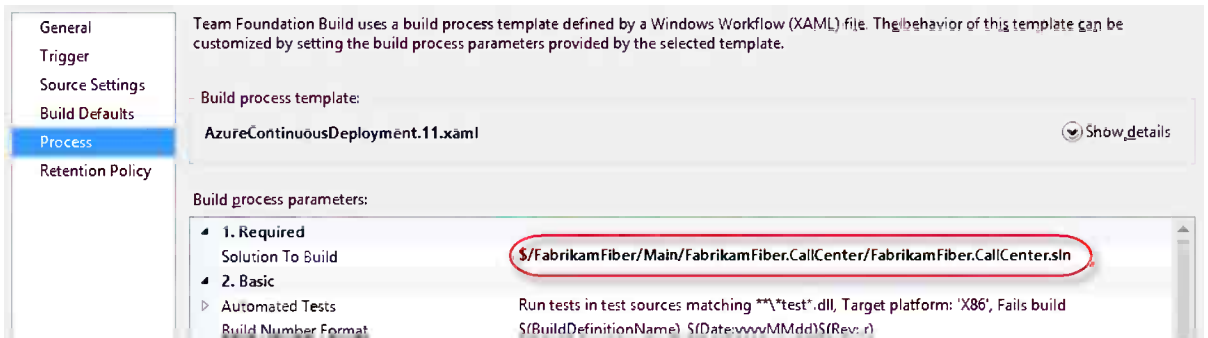 General
Trigger
Source Settings
Build Defaults
Process
Retention Policy
Team Foundation Build uses a build process template defined by a Windows Workflow (XAML) file. The behavior of this template can be
customized by setting the build process parameters provided by the selected template.
Build process template:
AzureContinuousDeployment.11.xaml
Show details
Build process parameters:
1. Required
Solution To Build $/FabrikamFiber/Main/FabrikamFiber.CallCenter/FabrikamFiber.CallCenter.sln
2. Basic
Automated Tests Run tests in test sources matching **\*test*.dll, Target platform: 'X86', Fails build
Build Number Format $(BuildDefinitionName)_$(Date:yyyyMMdd)$(Rev:.r)